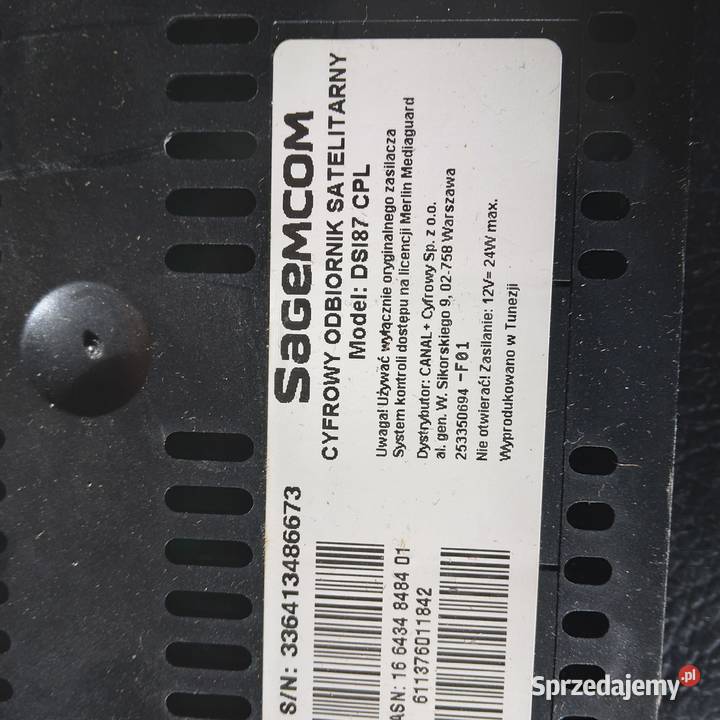 SAGEMCOM
CYFROWY ODBIORNIK SATELITARNY
Model: DSI87 CPL
Uwaga! Używać wyłącznie oryginalnego zasilacza
System kontroli dostępu na licencji Merlin Mediaguard
Dystrybutor: CANAL+ Cyfrowy Sp. z o.o.
al. gen. W. Sikorskiego 9, 02-758 Warszawa
253350694 -F01
Nie otwierać! Zasilanie: 12V= 24W max.
Wyprodukowano w Tunezji
S/N: 336413486673
ASN: 16 6434 8484 01
611376011842
Sprzedajemy.pl